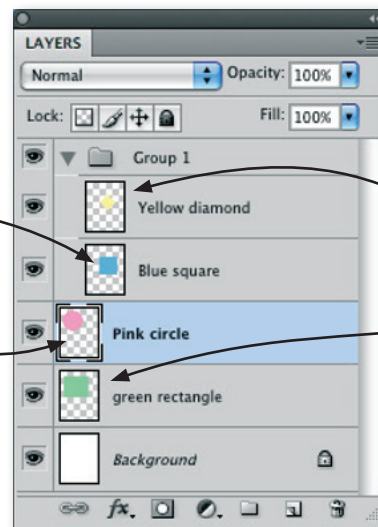 LAYERS
Normal Opacity: 100%
Lock: Fill: 100%
Group 1
Yellow diamond
Blue square
Pink circle
green rectangle
Background
fx.